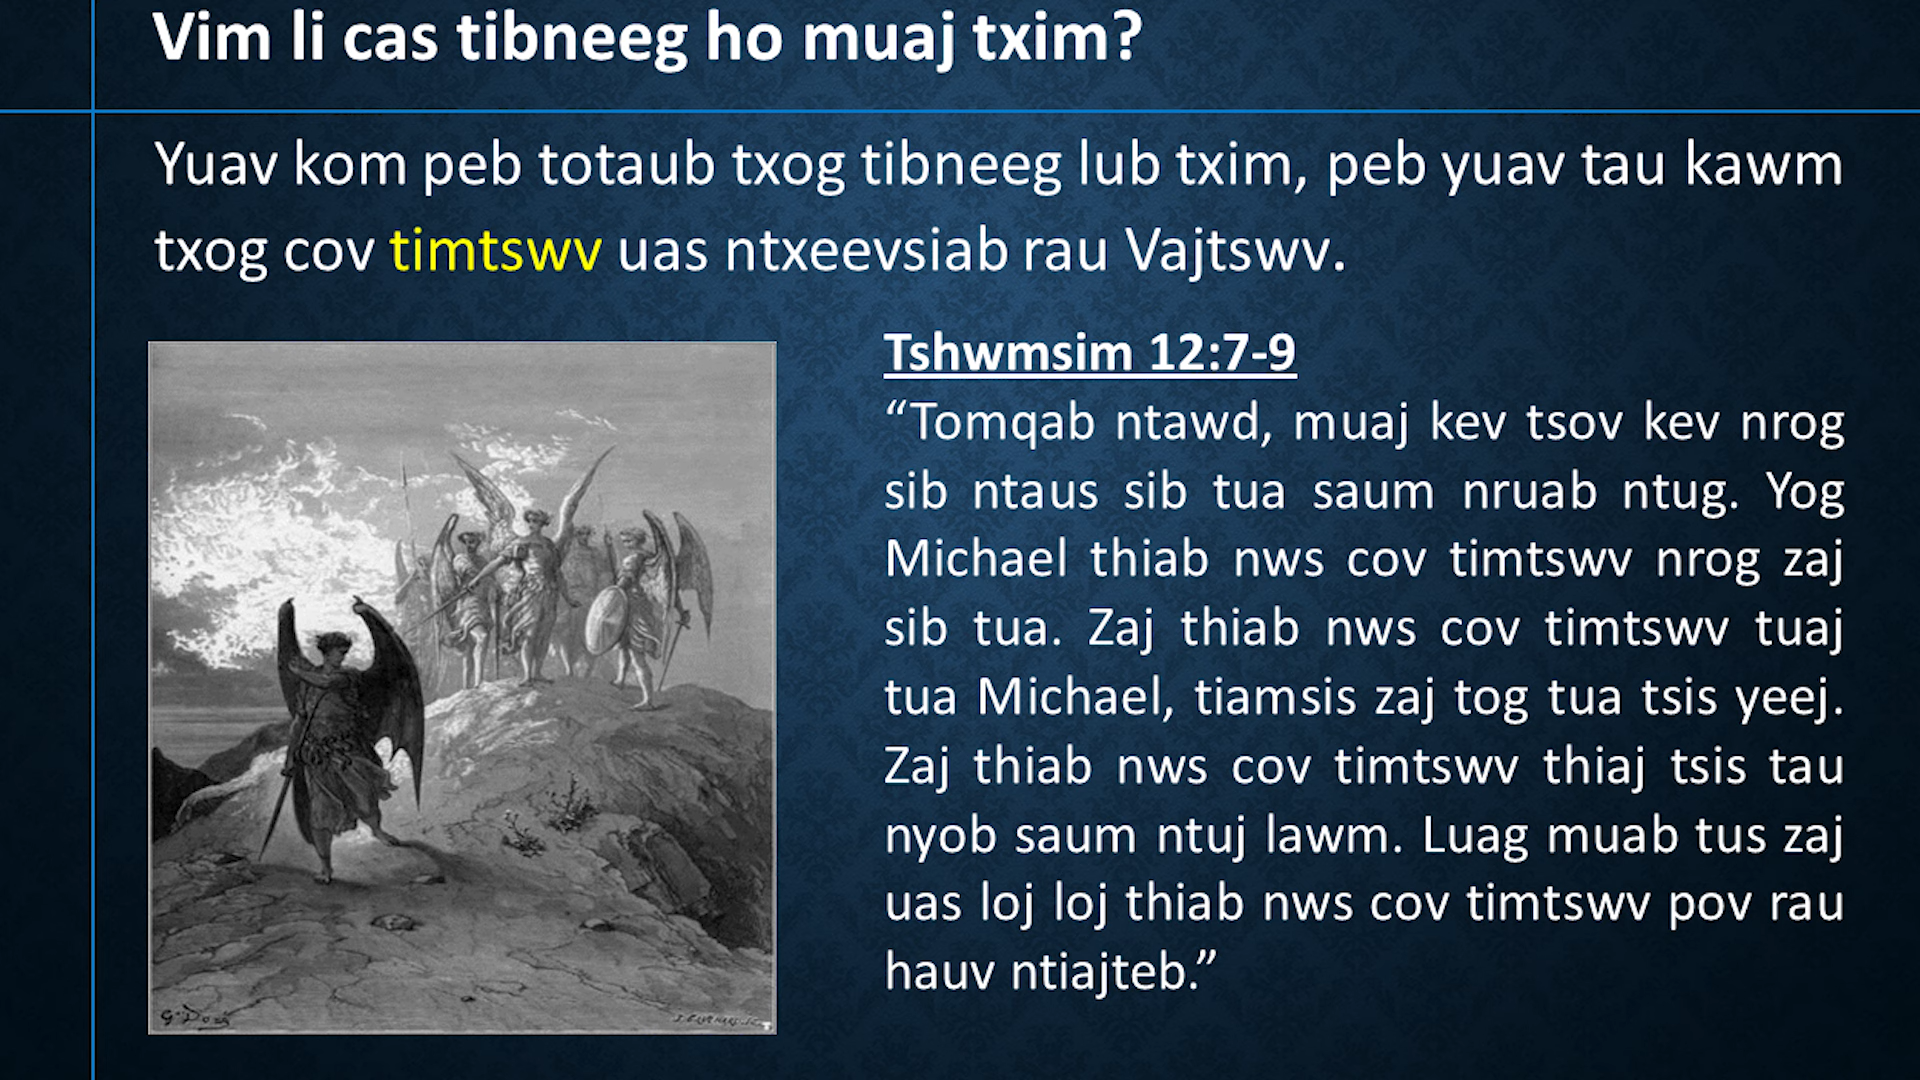 Vim li cas tibneeg ho muaj txim?
Yuav kom peb totaub txog tibneeg lub txim, peb yuav tau kawm
txog cov timtswv uas ntxeevsiab rau Vajtswv.
Tshwmsim 12:7-9
“Tomqab ntawd, muaj kev tsov kev nrog
sib ntaus sib tua saum nruab ntug. Yog
Michael thiab nws cov timtswv nrog zaj
sib tua. Zaj thiab nws cov timtswv tuaj
tua Michael, tiamsis zaj tog tua tsis yeej.
Zaj thiab nws cov timtswv thiaj tsis tau
nyob saum ntuj lawm. Luag muab tus zaj
uas loj loj thiab nws cov timtswv pov rau
hauv ntiajteb.”
G. Doré